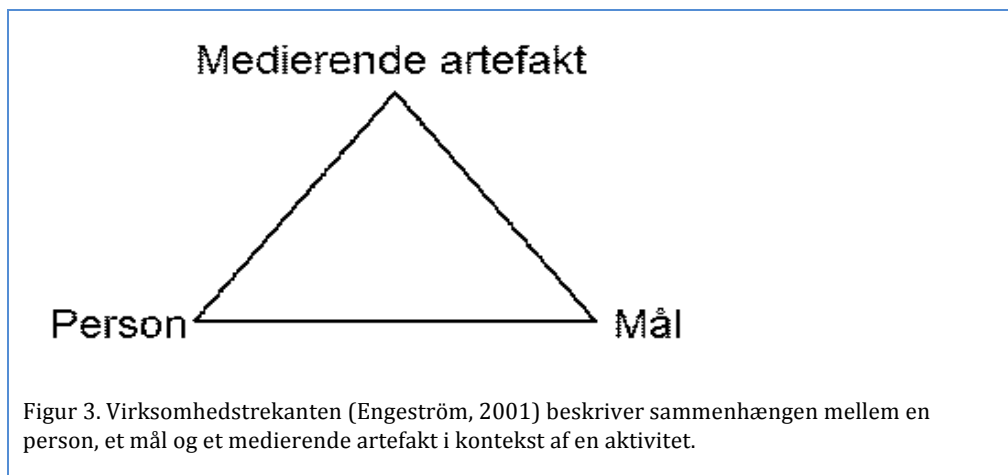 Medierende artefakt
Person
Mål
Figur 3. Virksomhedstrekanten (Engeström, 2001) beskriver sammenhængen mellem en
person, et mål og et medierende artefakt i kontekst af en aktivitet.